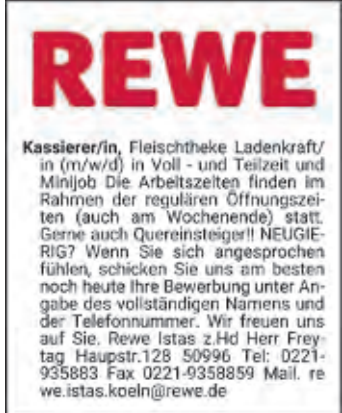 REWE
Kassierer/in, Fleischtheke Ladenkraft/
in (m/w/d) in Voll - und Teilzeit und
Minijob Die Arbeitszeiten finden im
Rahmen der regulären Öffnungszei-
ten (auch am Wochenende) statt.
Gerne auch Quereinsteiger!! NEUGIE-
RIG? Wenn Sie sich angesprochen
fühlen, schicken Sie uns am besten
noch heute Ihre Bewerbung unter An-
gabe des vollständigen Namens und
der Telefonnummer. Wir freuen uns
auf Sie. Rewe Istas z.Hd Herr Frey-
tag Haupstr.128 50996 Tel: 0221-
935883 Fax 0221-9358859 Mail. re
we.istas.koeln@rewe.de